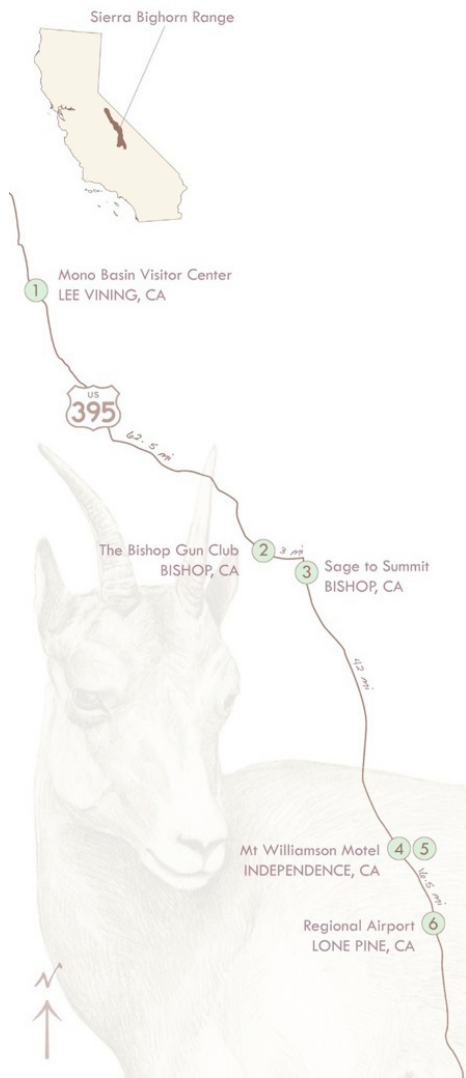 Sierra Bighorn Range
1
Mono Basin Visitor Center
LEE VINING, CA
US
395
62.5 mi
The Bishop Gun Club
BISHOP, CA
2
3 mi
3
Sage to Summit
BISHOP, CA
42 mi
Mt Williamson Motel
INDEPENDENCE, CA
4
5
16.5 mi
Regional Airport
LONE PINE, CA
6
N